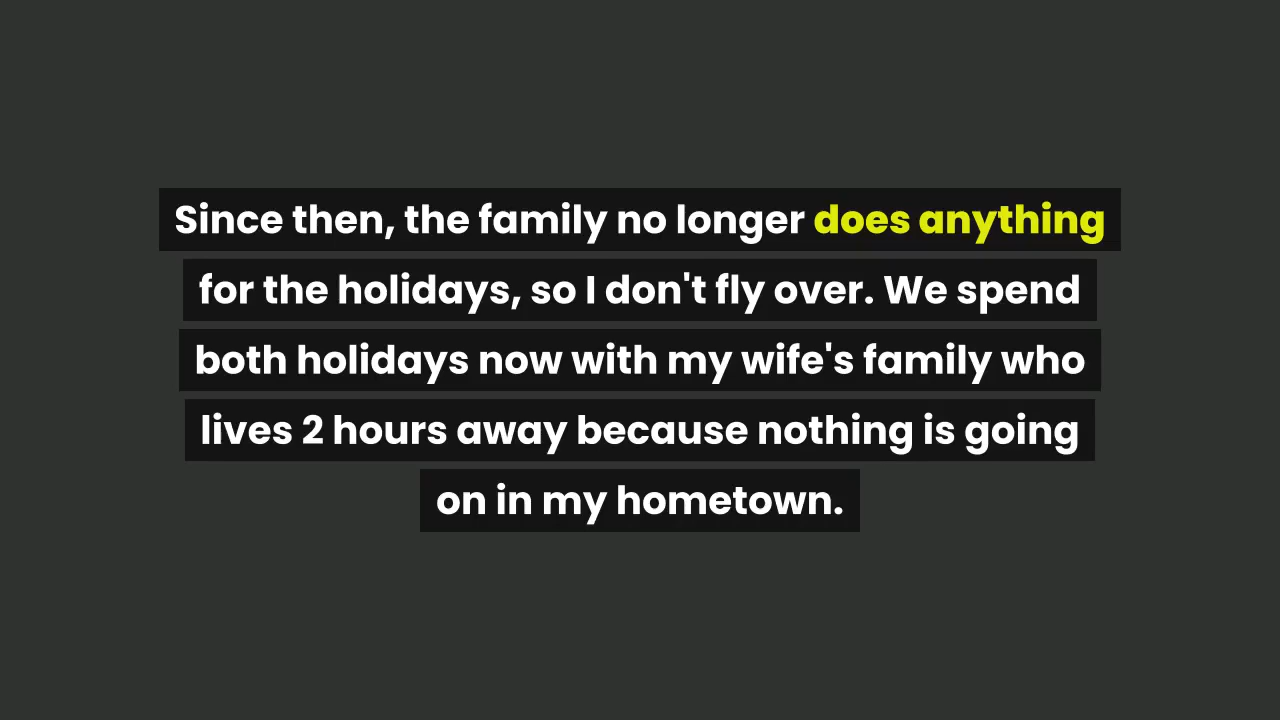 Since then, the family no longer does anything
for the holidays, so I don't fly over. We spend
both holidays now with my wife's family who
lives 2 hours away because nothing is going
on in my hometown.